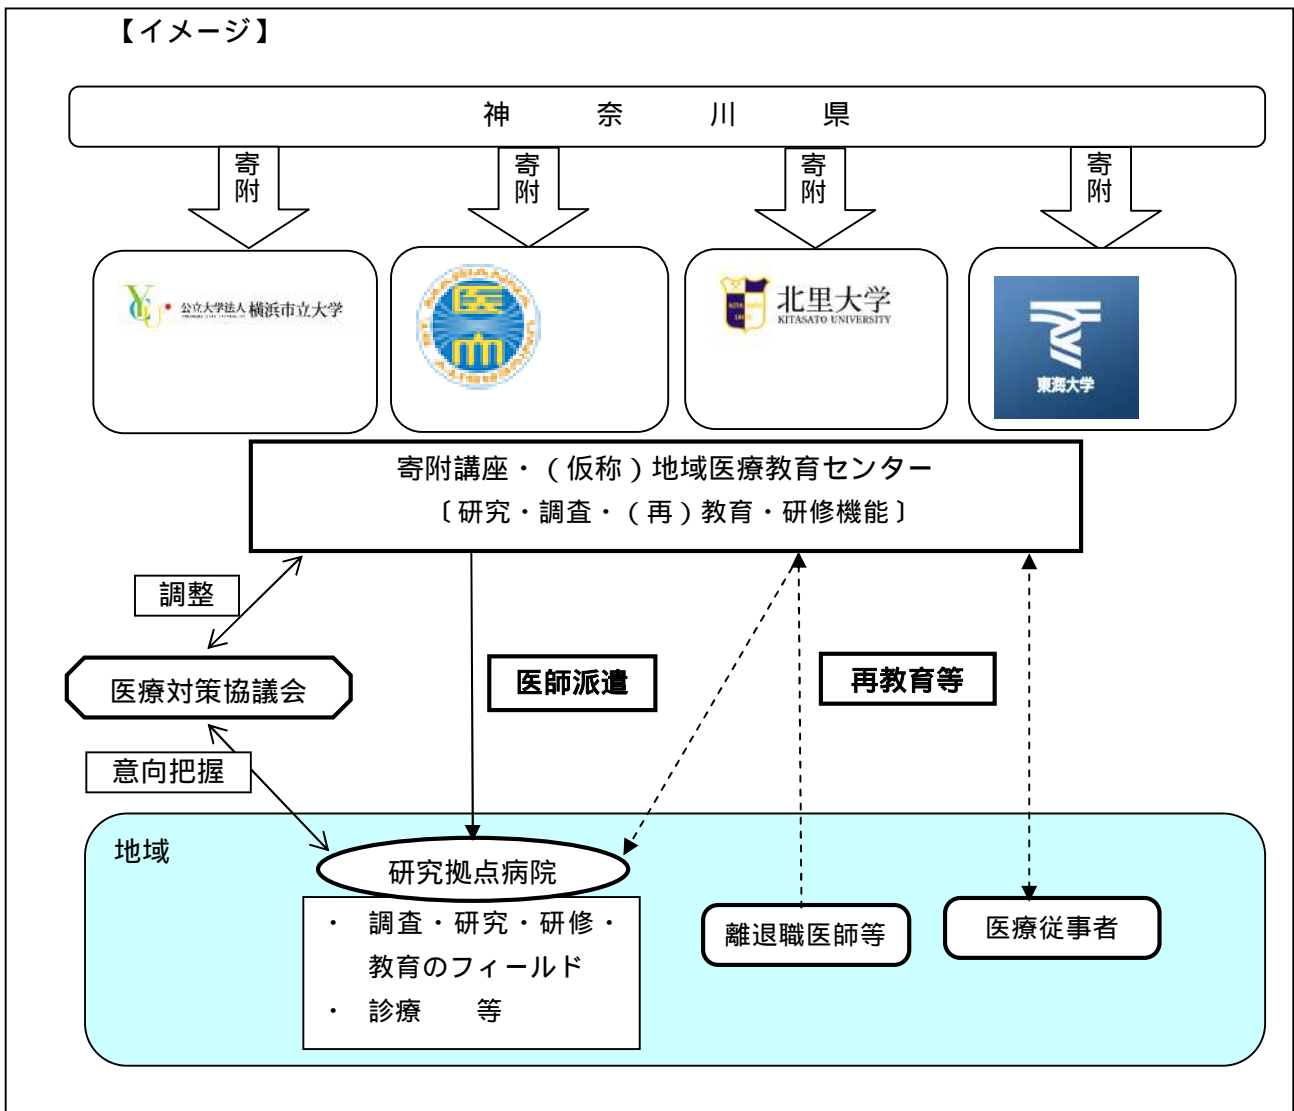 【イメージ】
神 奈 川 県
寄附
寄附
寄附
寄附
YCU 公立大学法人 横浜市立大学
医大
北里大学
KITASATO UNIVERSITY
東海大学
寄附講座・(仮称)地域医療教育センター
〔研究・調査・(再)教育・研修機能〕
調整
医療対策協議会
医師派遣
再教育等
意向把握
地域
研究拠点病院
・ 調査・研究・研修・
教育のフィールド
・ 診療 等
離退職医師等
医療従事者